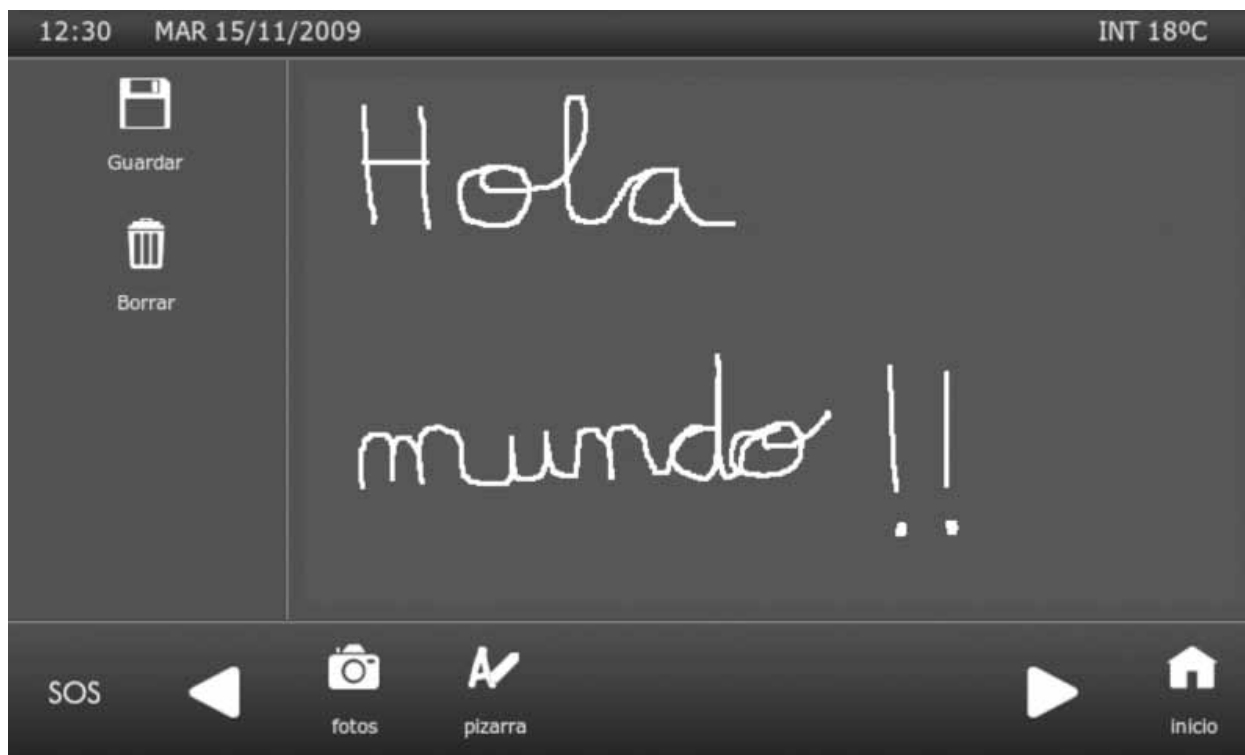 12:30 MAR 15/11/2009 INT 18ºC
Guardar
Borrar
Hola
mundo !!
SOS
fotos
pizarra
inicio